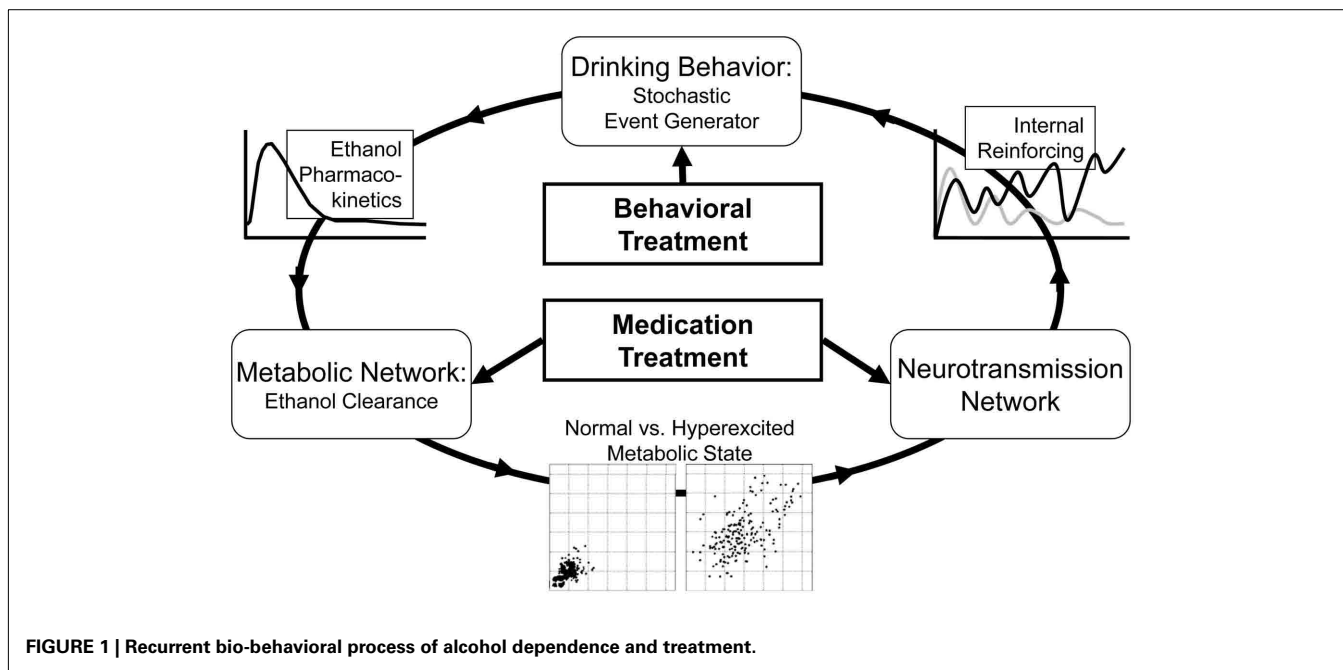 Drinking Behavior:
Stochastic
Event Generator
Ethanol
Pharmaco-
kinetics
Internal
Reinforcing
Behavioral
Treatment
Medication
Treatment
Metabolic Network:
Ethanol Clearance
Neurotransmission
Network
Normal vs. Hyperexcited
Metabolic State
FIGURE 1 | Recurrent bio-behavioral process of alcohol dependence and treatment.